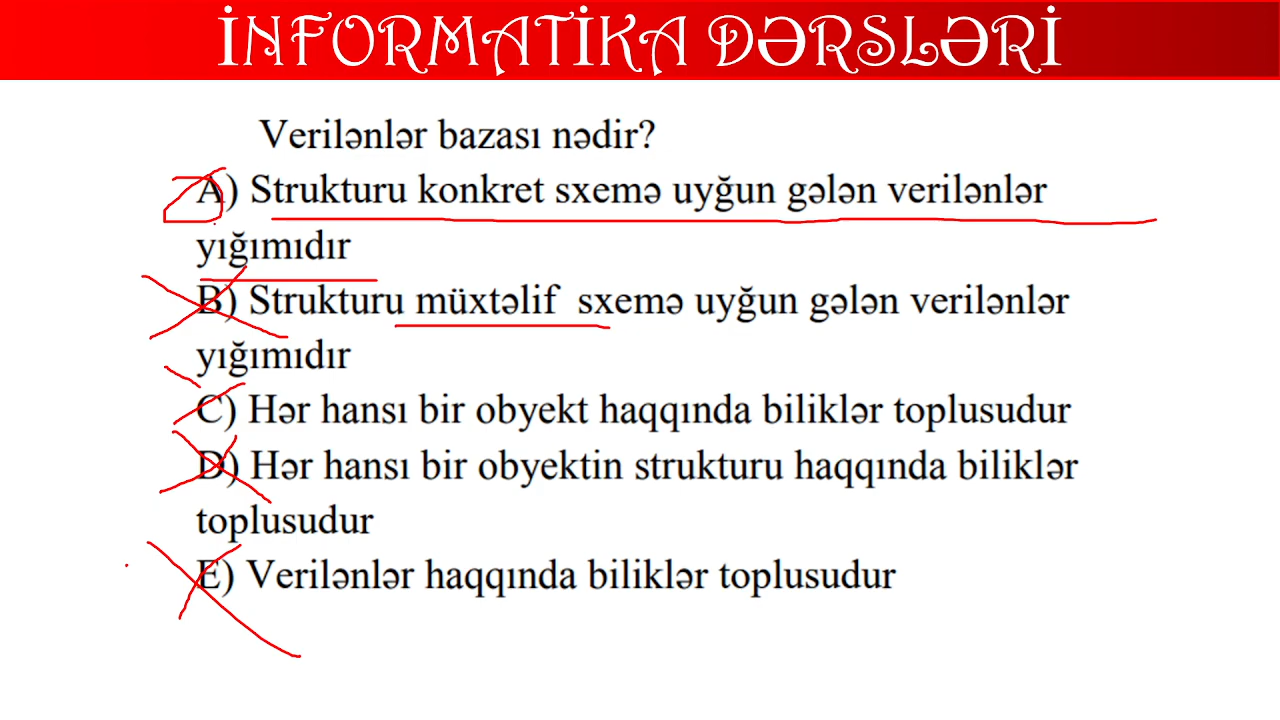 İNFORMATİKA DƏRSLƏRİ
Verilənlər bazası nədir?
A) Strukturu konkret sxemə uyğun gələn verilənlər
yığımıdır
B) Strukturu müxtəlif sxemə uyğun gələn verilənlər
yığımıdır
C) Hər hansı bir obyekt haqqında biliklər toplusudur
D) Hər hansı bir obyektin strukturu haqqında biliklər
toplusudur
E) Verilənlər haqqında biliklər toplusudur